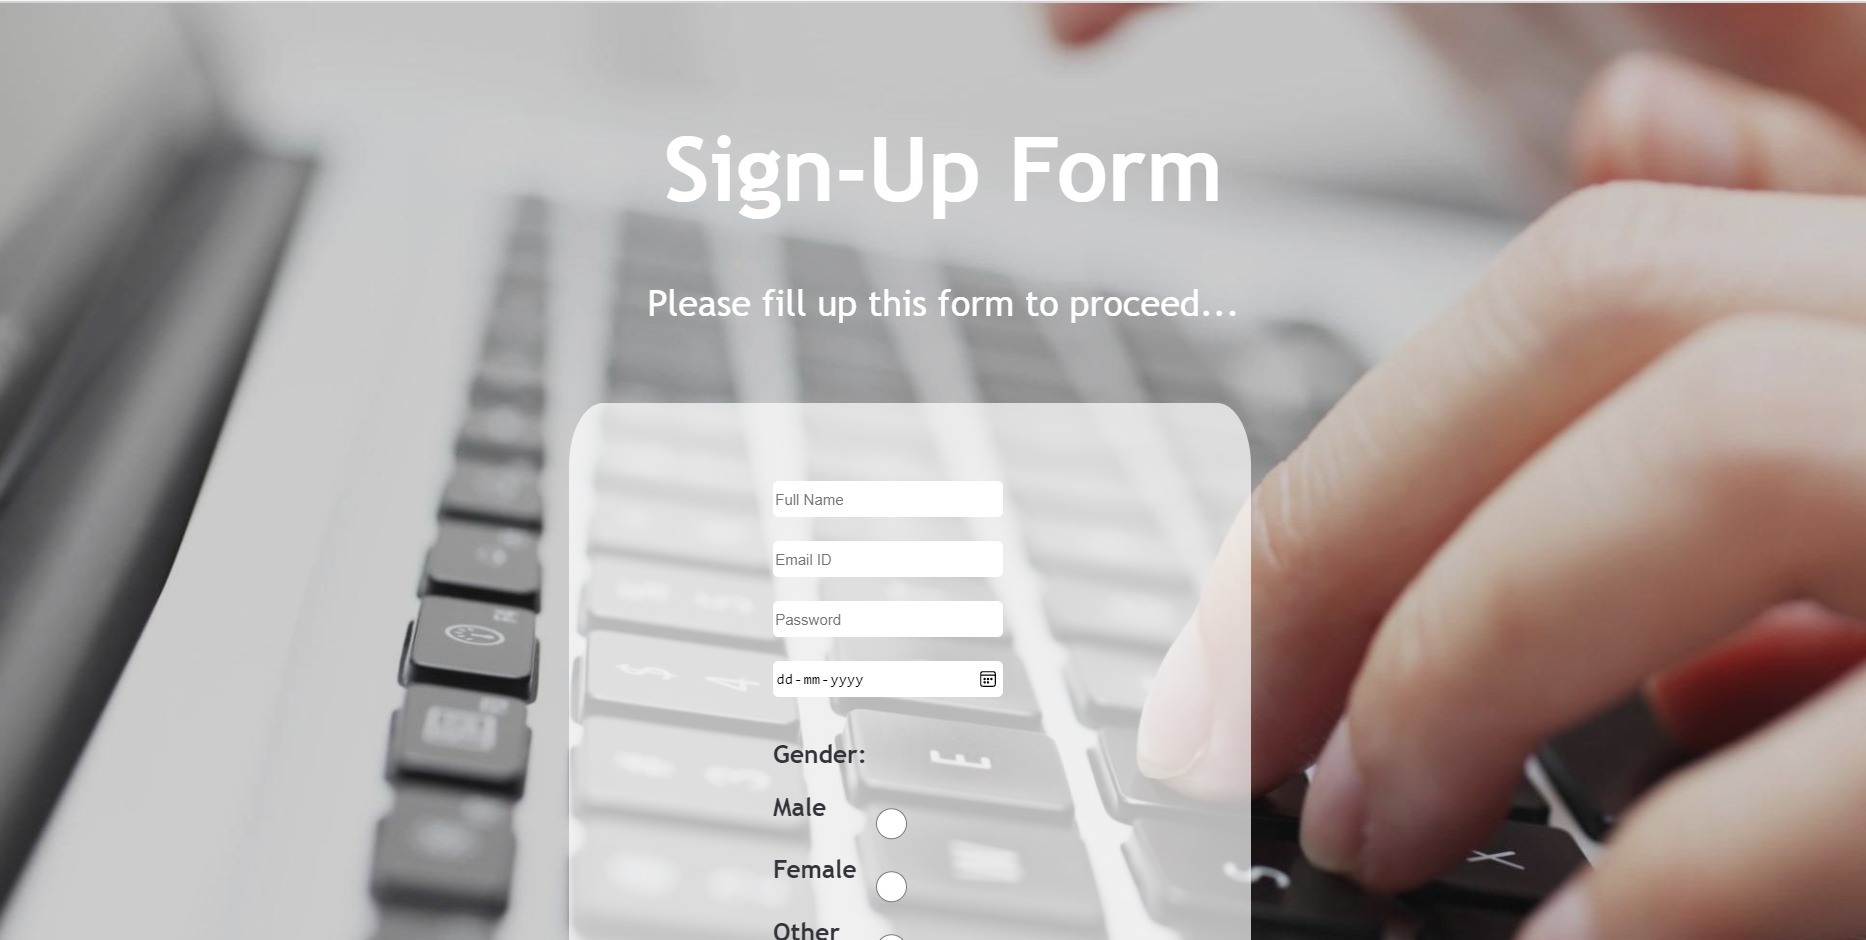 Sign-Up Form
Please fill up this form to proceed...
Full Name
Email ID
Password
dd-mm-yyyy
Gender:
Male
Female
Other
4
E